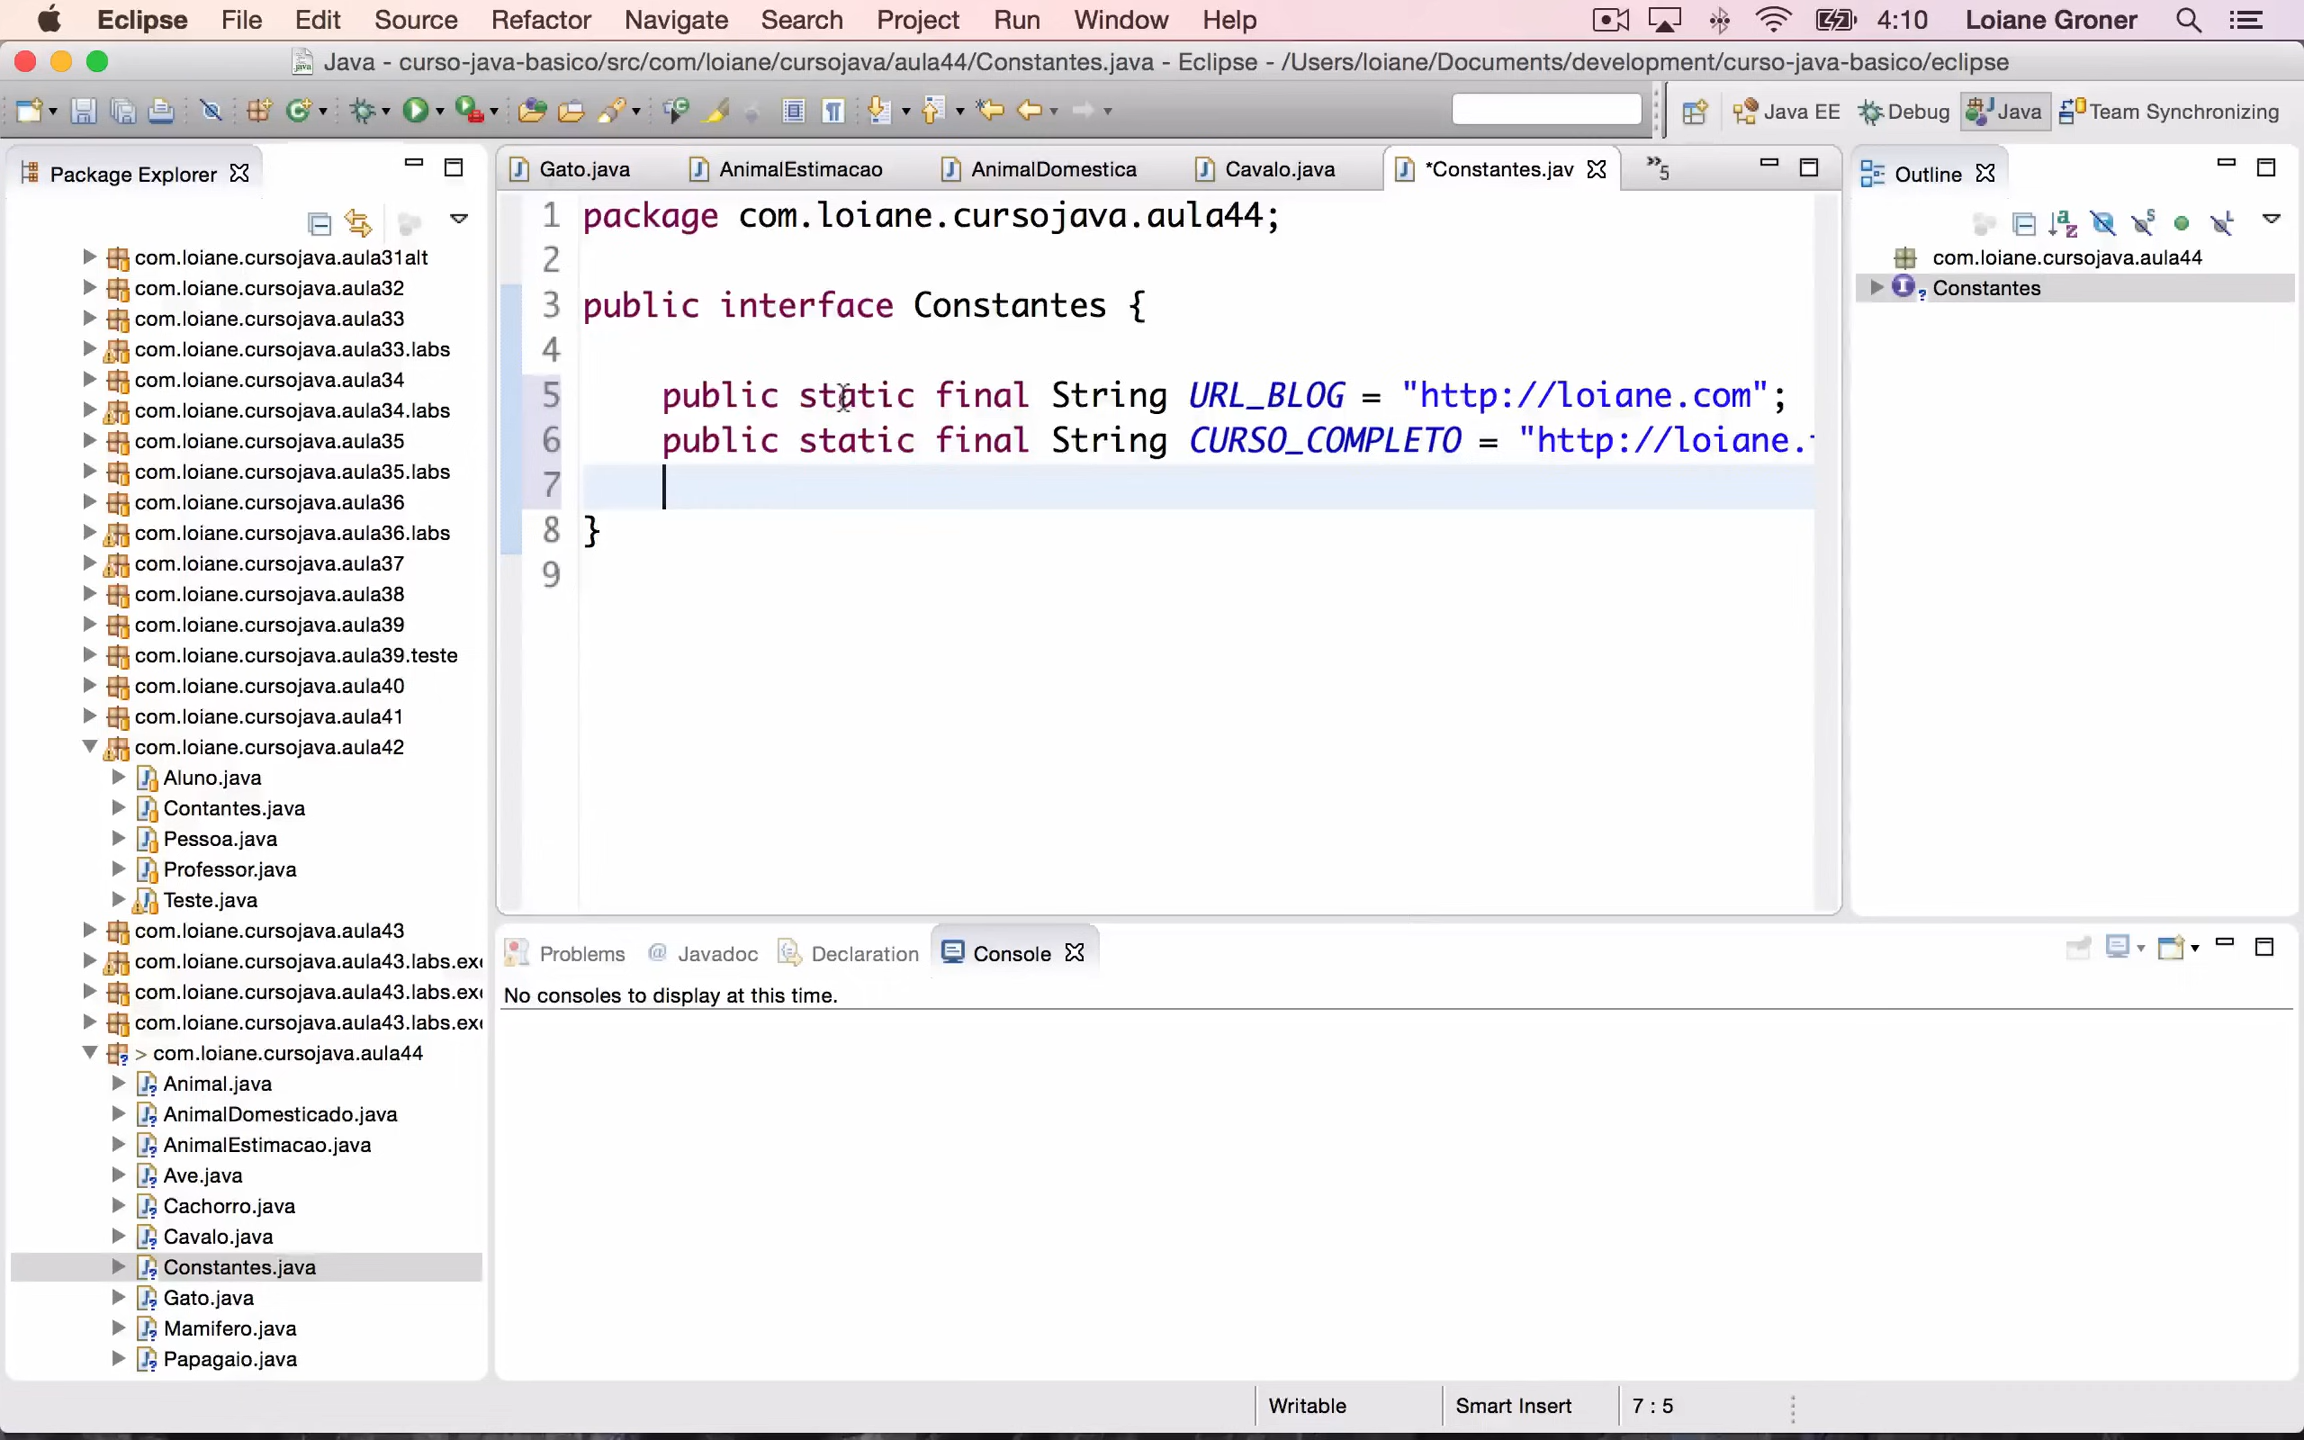 Eclipse File Edit Source Refactor Navigate Search Project Run Window Help 4:10 Loiane Groner
Java - curso-java-basico/src/com/loiane/cursojava/aula44/Constantes.java - Eclipse - /Users/loiane/Documents/development/curso-java-basico/eclipse
Java EE Debug Java Team Synchronizing
Package Explorer
com.loiane.cursojava.aula31alt
com.loiane.cursojava.aula32
com.loiane.cursojava.aula33
com.loiane.cursojava.aula33.labs
com.loiane.cursojava.aula34
com.loiane.cursojava.aula34.labs
com.loiane.cursojava.aula35
com.loiane.cursojava.aula35.labs
com.loiane.cursojava.aula36
com.loiane.cursojava.aula36.labs
com.loiane.cursojava.aula37
com.loiane.cursojava.aula38
com.loiane.cursojava.aula39
com.loiane.cursojava.aula39.teste
com.loiane.cursojava.aula40
com.loiane.cursojava.aula41
com.loiane.cursojava.aula42
Aluno.java
Contantes.java
Pessoa.java
Professor.java
Teste.java
com.loiane.cursojava.aula43
com.loiane.cursojava.aula43.labs.exe
com.loiane.cursojava.aula43.labs.exe
com.loiane.cursojava.aula43.labs.exe
> com.loiane.cursojava.aula44
Animal.java
AnimalDomesticado.java
AnimalEstimacao.java
Ave.java
Cachorro.java
Cavalo.java
Constantes.java
Gato.java
Mamifero.java
Papagaio.java
Gato.java AnimalEstimacao AnimalDomestica Cavalo.java *Constantes.jav »5
1 package com.loiane.cursojava.aula44;
2
3 public interface Constantes {
4
5 public static final String URL_BLOG = "http://loiane.com";
6 public static final String CURSO_COMPLETO = "http://loiane.
7
8 }
9
Outline
com.loiane.cursojava.aula44
Constantes
Problems @ Javadoc Declaration Console
No consoles to display at this time.
Writable Smart Insert 7 : 5